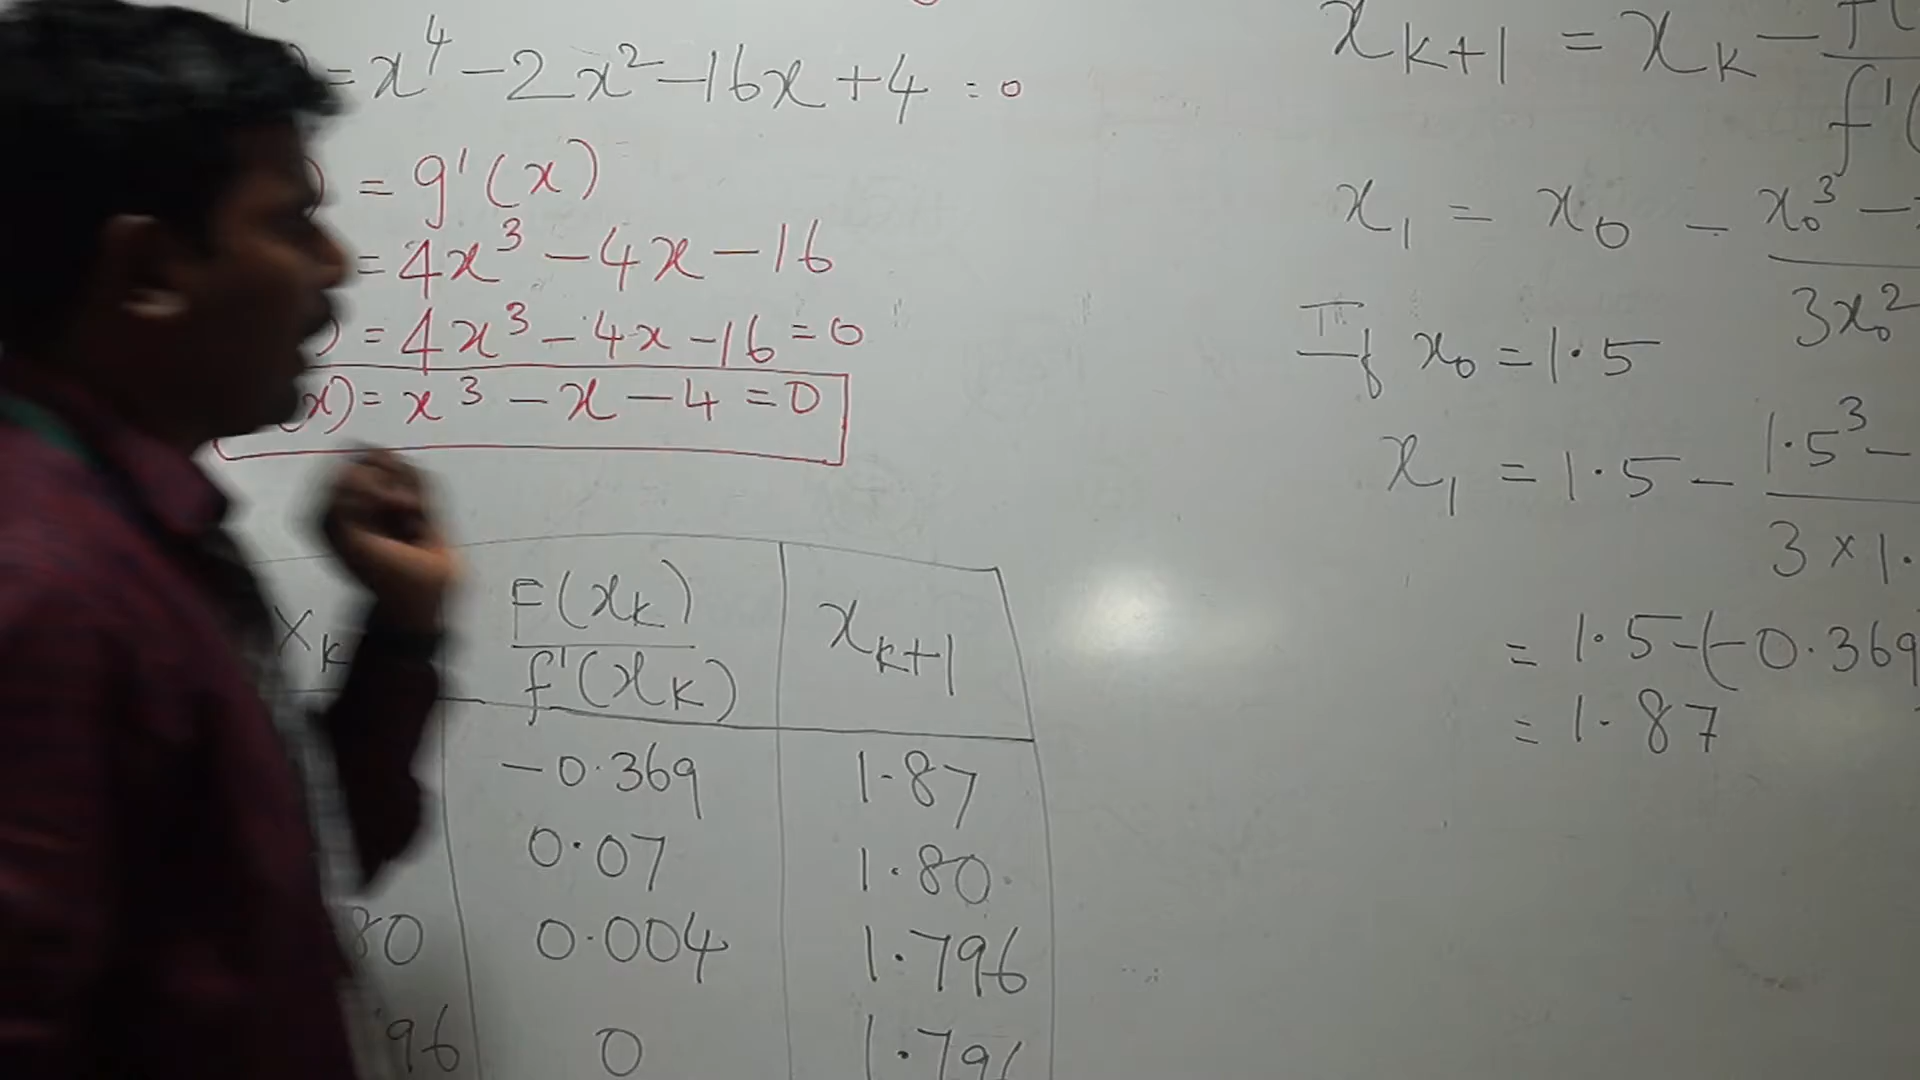 = x⁴ - 2x² - 16x + 4 = 0
) = g'(x)
= 4x³ - 4x - 16
) = 4x³ - 4x - 16 = 0
x) = x³ - x - 4 = 0
x_k | F(x_k) / f'(x_k) | x_{k+1}
-0.369 | 1.87
0.07 | 1.80
80 | 0.004 | 1.796
96 | 0 | 1.796
x_{k+1} = x_k - f( / f'(
x₁ = x₀ - x₀³ - / 3x₀²
If x₀ = 1.5
x₁ = 1.5 - 1.5³ - / 3 × 1.
= 1.5 - (-0.369
= 1.87